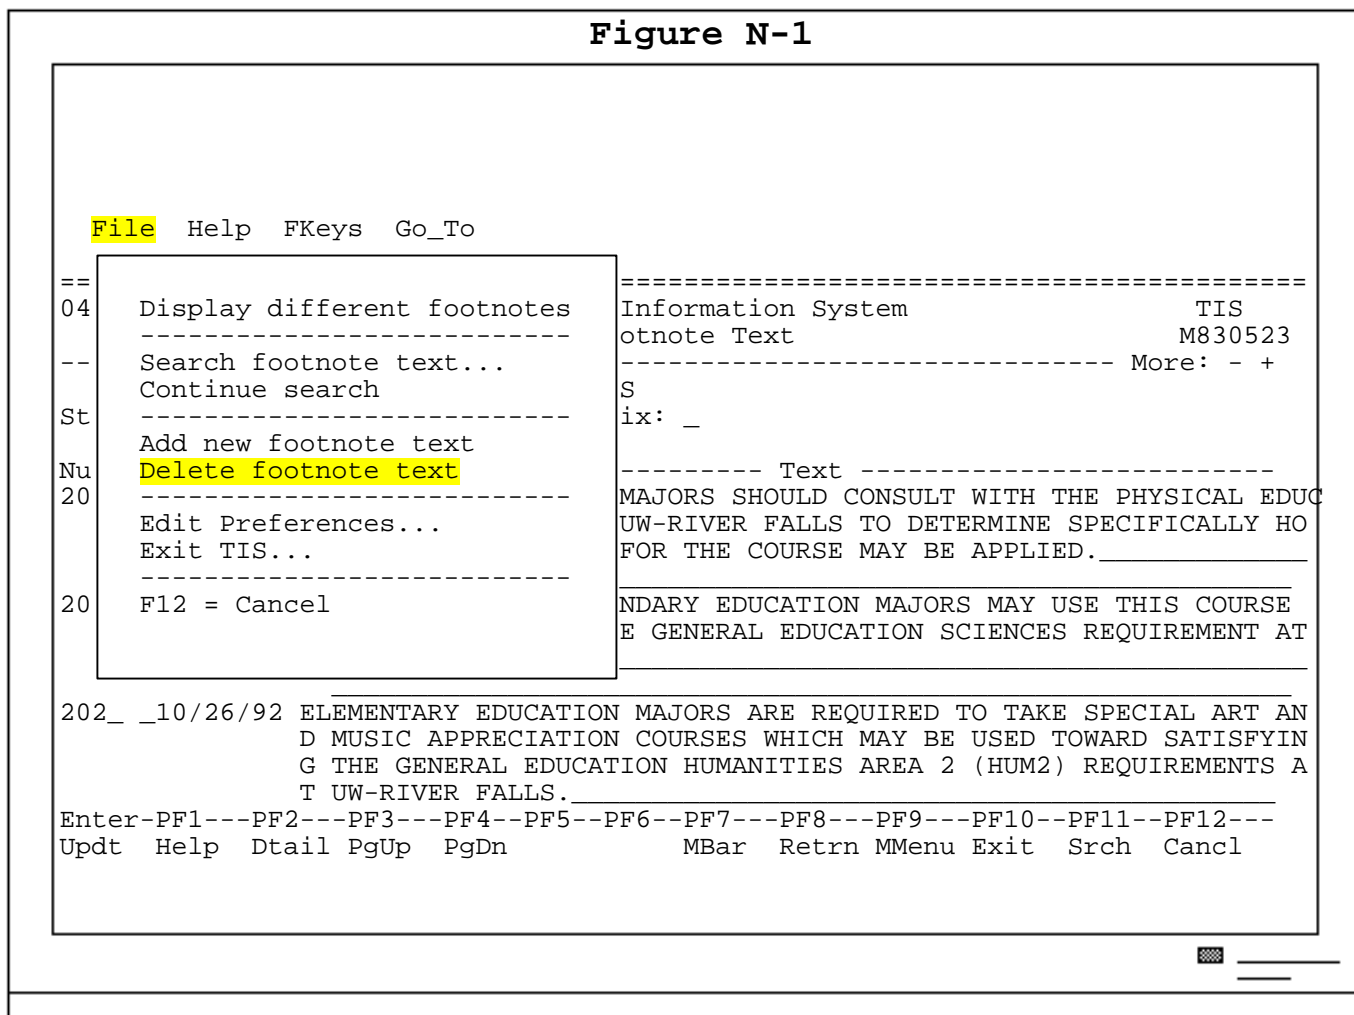 Figure N-1
File  Help  FKeys  Go_To
==                                 ===========================================
04   Display different footnotes   Information System                  TIS
     ---------------------------   otnote Text                        M830523
--   Search footnote text...       ------------------------------- More: - +
     Continue search               S
St   ---------------------------   ix: _
     Add new footnote text
Nu   Delete footnote text          --------- Text --------------------------
20   ---------------------------   MAJORS SHOULD CONSULT WITH THE PHYSICAL EDUC
     Edit Preferences...           UW-RIVER FALLS TO DETERMINE SPECIFICALLY HO
     Exit TIS...                   FOR THE COURSE MAY BE APPLIED._____________
     ---------------------------   __________________________________________
20   F12 = Cancel                  NDARY EDUCATION MAJORS MAY USE THIS COURSE
                                   E GENERAL EDUCATION SCIENCES REQUIREMENT AT
                                   ___________________________________________
                 ____________________________________________________________
202_ _10/26/92 ELEMENTARY EDUCATION MAJORS ARE REQUIRED TO TAKE SPECIAL ART AN
               D MUSIC APPRECIATION COURSES WHICH MAY BE USED TOWARD SATISFYIN
               G THE GENERAL EDUCATION HUMANITIES AREA 2 (HUM2) REQUIREMENTS A
               T UW-RIVER FALLS.____________________________________________
Enter-PF1---PF2---PF3---PF4--PF5--PF6--PF7---PF8---PF9---PF10--PF11--PF12---
Updt  Help  Dtail PgUp  PgDn           MBar  Retrn MMenu Exit  Srch  Cancl